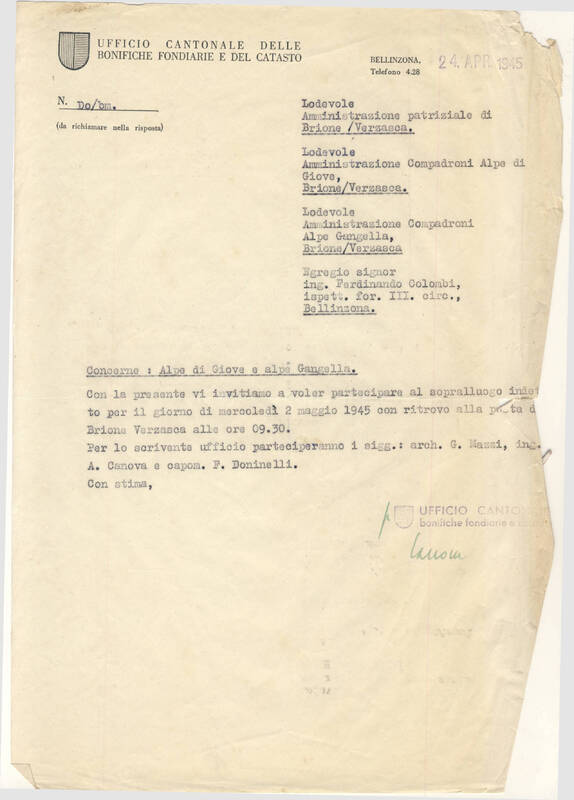 UFFICIO CANTONALE DELLE
BONIFICHE FONDIARIE E DEL CATASTO
BELLINZONA,
24. APR. 1945
Telefono 4.28
N. Do/bm.
(da richiamare nella risposta)
Lodevole
Amministrazione patriziale di
Brione /Verzasca.
Lodevole
Amministrazione Compadroni Alpe di
Giove,
Brione/Verzasca.
Lodevole
Amministrazione Compadroni
Alpe Gangella,
Brione/Verzasca
Egregio signor
ing. Ferdinando Colombi,
ispett. for. III. circ.,
Bellinzona.
Concerne : Alpe di Giove e alpe Gangella.
Con la presente vi invitiamo a voler partecipare al sopralluogo indet
to per il giorno di mercoledì 2 maggio 1945 con ritrovo alla posta d
Brione Verzasca alle ore 09.30.
Per lo scrivente ufficio parteciperanno i sigg.: arch. G. Mazzi, ing.
A. Canova e capom. F. Doninelli.
Con stima,
p UFFICIO CANTON
bonifiche fondiarie e
Canova